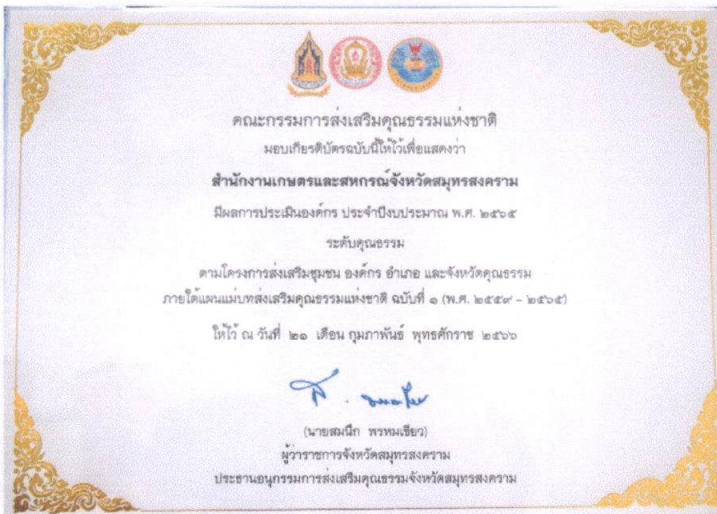 คณะกรรมการส่งเสริมคุณธรรมแห่งชาติ
มอบเกียรติบัตรฉบับนี้ให้ไว้เพื่อแสดงว่า
สำนักงานเกษตรและสหกรณ์จังหวัดสมุทรสงคราม
มีผลการประเมินองค์กร ประจำปีงบประมาณ พ.ศ. ๒๕๖๕
ระดับคุณธรรม
ตามโครงการส่งเสริมชุมชน องค์กร อำเภอ และจังหวัดคุณธรรม
ภายใต้แผนแม่บทส่งเสริมคุณธรรมแห่งชาติ ฉบับที่ ๑ (พ.ศ. ๒๕๕๙ - ๒๕๖๕)
ให้ไว้ ณ วันที่ ๒๑ เดือน กุมภาพันธ์ พุทธศักราช ๒๕๖๖
(นายสมนึก พรหมเขียว)
ผู้ว่าราชการจังหวัดสมุทรสงคราม
ประธานอนุกรรมการส่งเสริมคุณธรรมจังหวัดสมุทรสงคราม